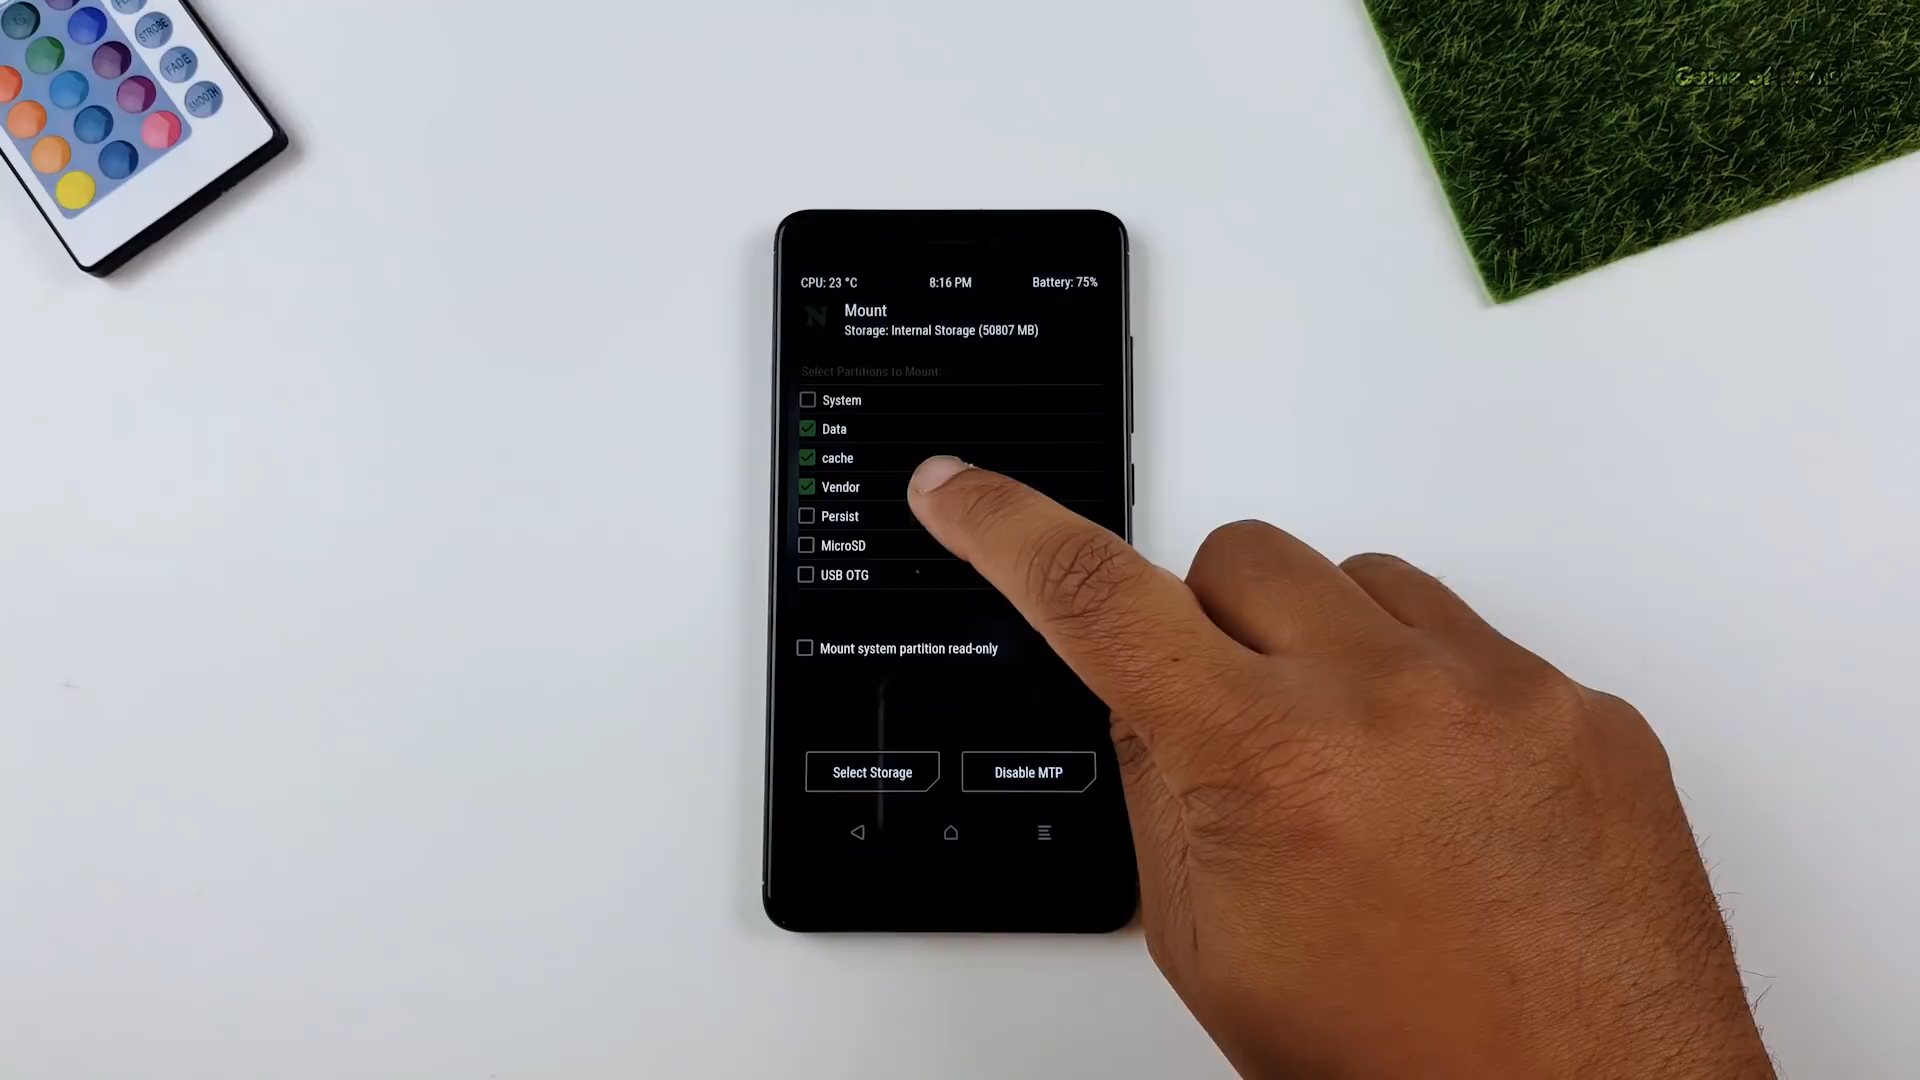 STROBE
FADE
SMOOTH
CPU: 23 °C 8:16 PM Battery: 75%
N Mount
Storage: Internal Storage (50807 MB)
Select Partitions to Mount:
System
Data
cache
Vendor
Persist
MicroSD
USB OTG
Mount system partition read-only
Select Storage Disable MTP